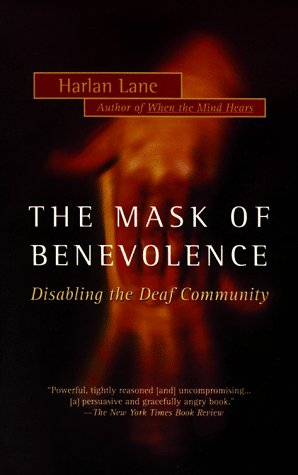 Harlan Lane
Author of When the Mind Hears
THE MASK OF
BENEVOLENCE
Disabling the Deaf Community
"Powerful, tightly reasoned [and] uncompromising...
[a] persuasive and gracefully angry book."
—The New York Times Book Review